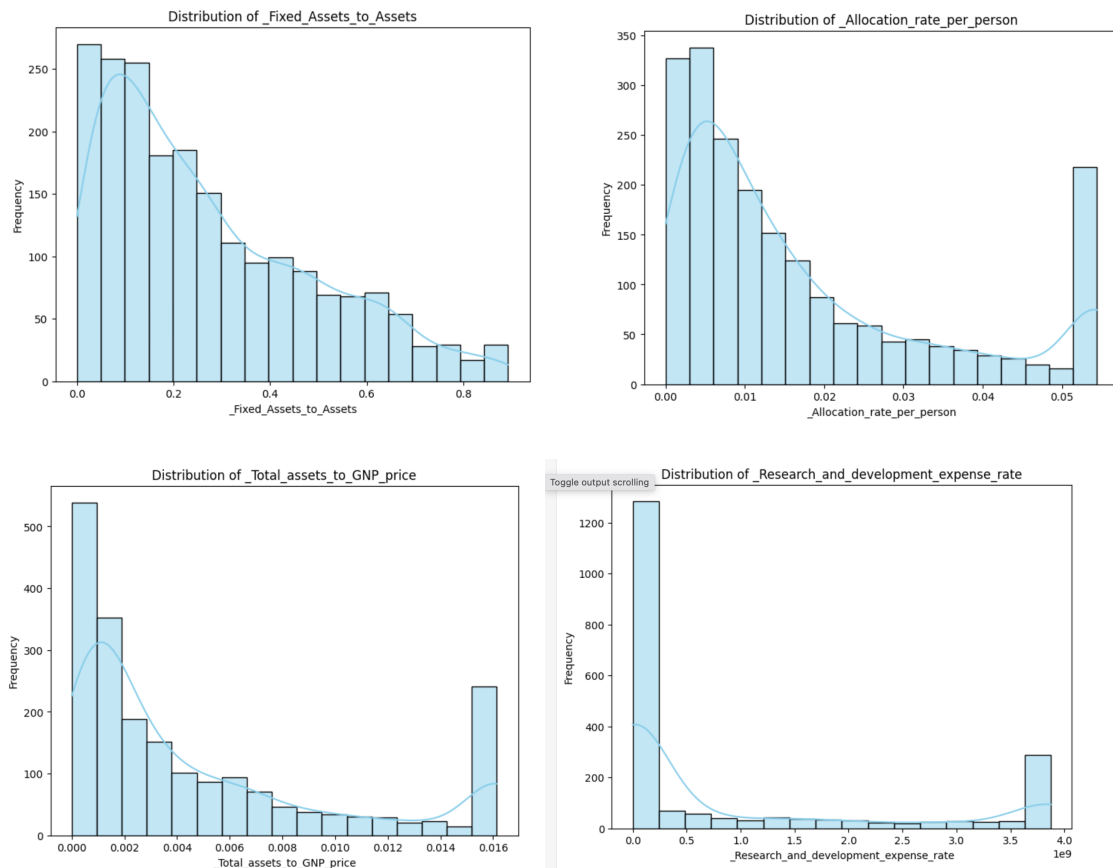 Distribution of _Fixed_Assets_to_Assets
250
200
150
100
50
0
Frequency
0.0 0.2 0.4 0.6 0.8
_Fixed_Assets_to_Assets
Distribution of _Allocation_rate_per_person
350
300
250
200
150
100
50
0
Frequency
0.00 0.01 0.02 0.03 0.04 0.05
_Allocation_rate_per_person
Distribution of _Total_assets_to_GNP_price
500
400
300
200
100
0
Frequency
0.000 0.002 0.004 0.006 0.008 0.010 0.012 0.014 0.016
Total_assets_to_GNP_price
Toggle output scrolling
Distribution of _Research_and_development_expense_rate
1200
1000
800
600
400
200
0
Frequency
0.0 0.5 1.0 1.5 2.0 2.5 3.0 3.5 4.0
1e9
_Research_and_development_expense_rate